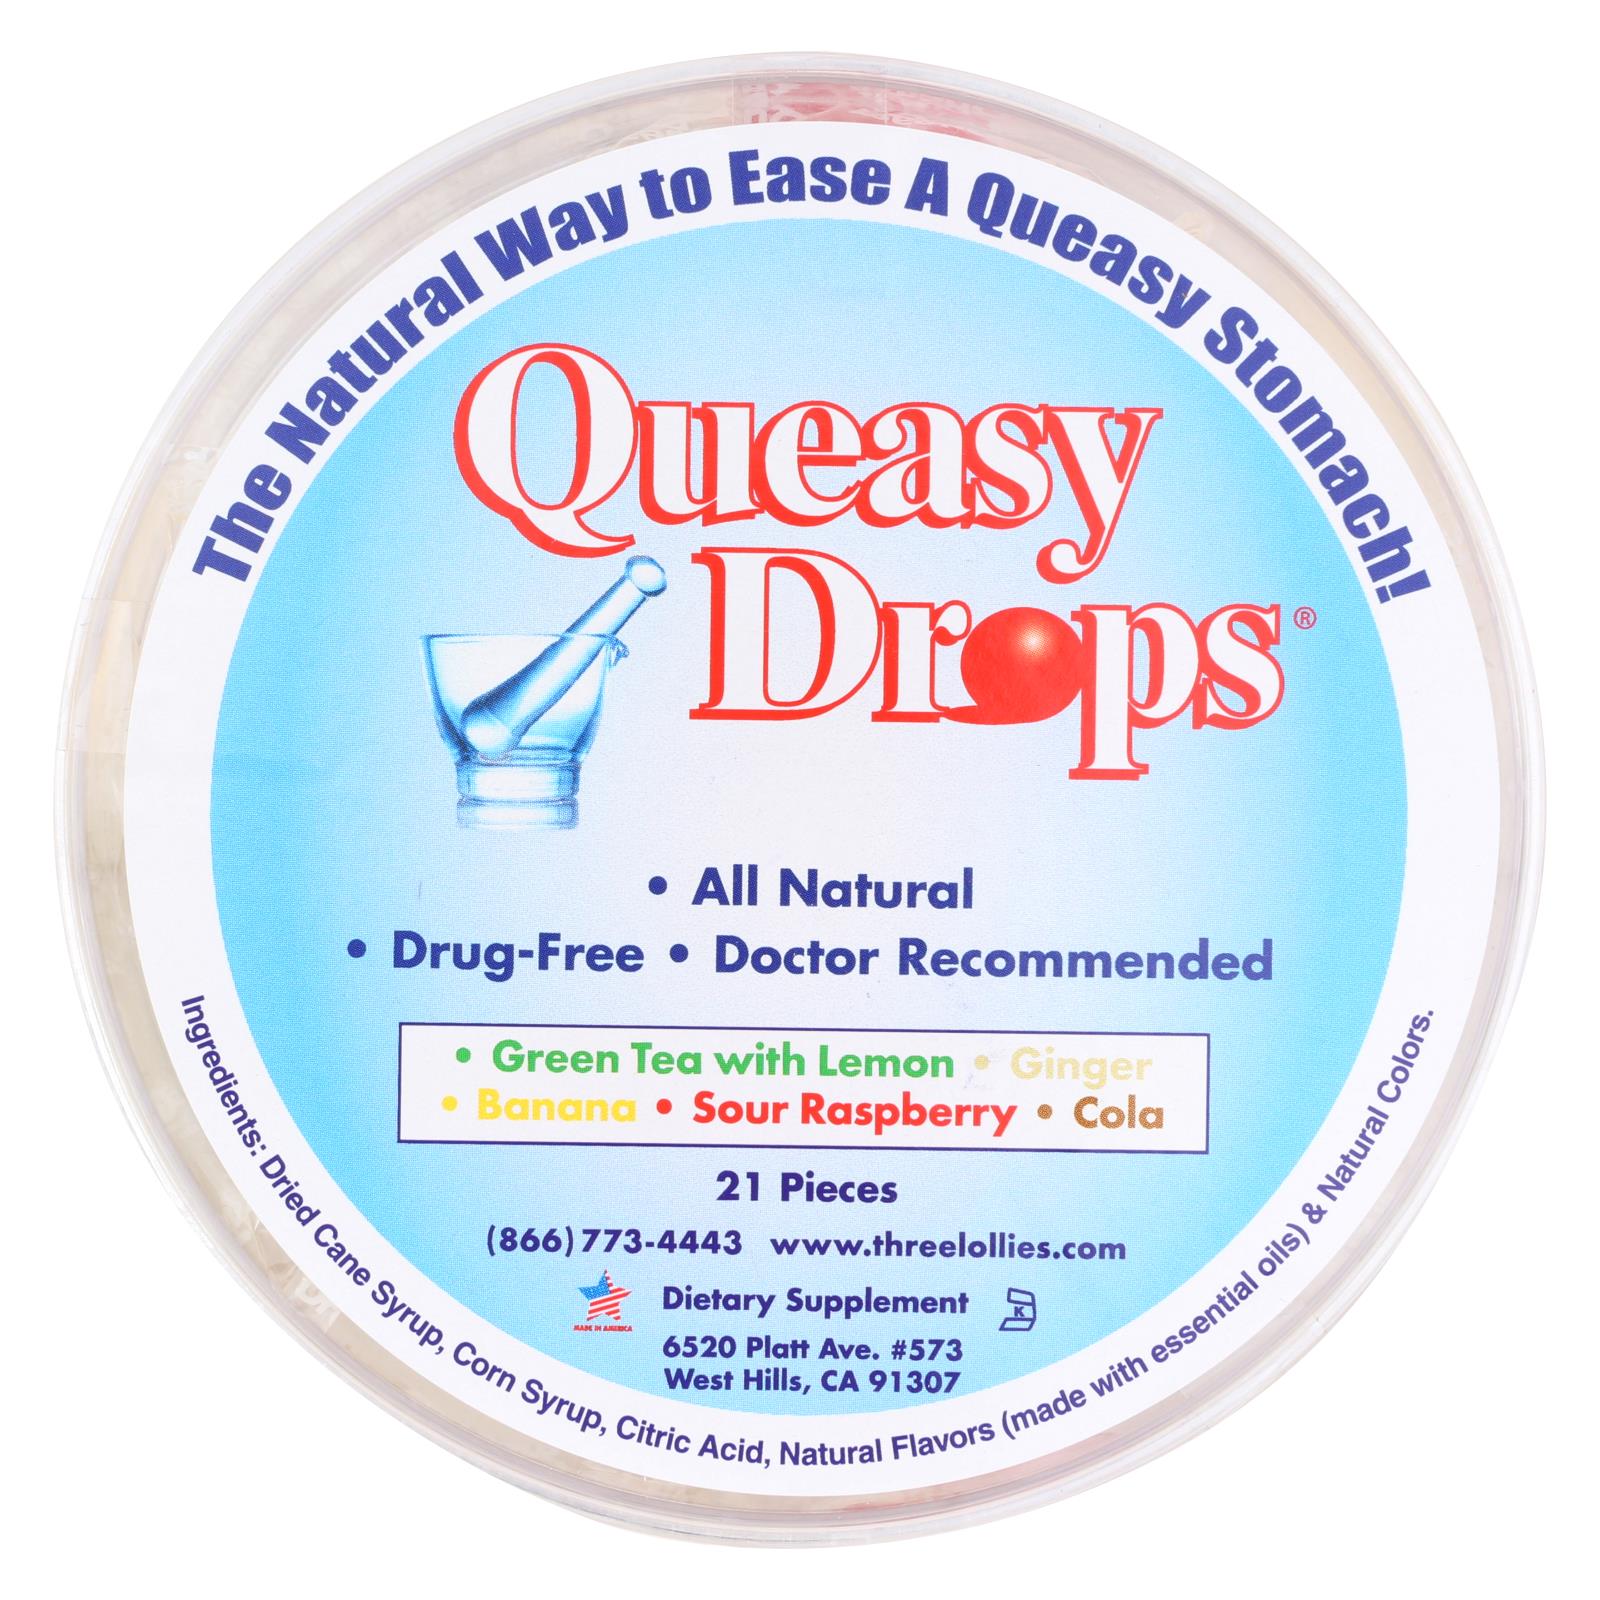 The Natural Way to Ease A Queasy Stomach!
Queasy
Drops®
• All Natural
• Drug-Free • Doctor Recommended
• Green Tea with Lemon • Ginger
• Banana • Sour Raspberry • Cola
21 Pieces
(866) 773-4443 www.threelollies.com
MADE IN AMERICA
Dietary Supplement
K
6520 Platt Ave. #573
West Hills, CA 91307
Ingredients: Dried Cane Syrup, Corn Syrup, Citric Acid, Natural Flavors (made with essential oils) & Natural Colors.